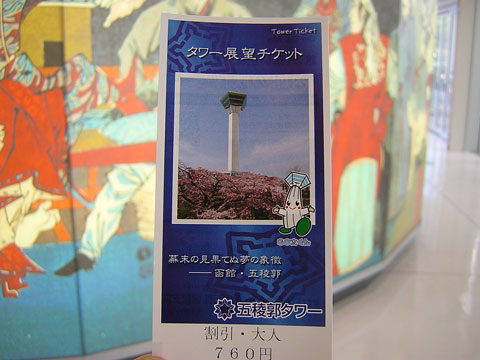 Tower Ticket
タワー展望チケット
幕末の見果てぬ夢の象徴
── 函館・五稜郭
五稜郭タワー
割引・大人
760円